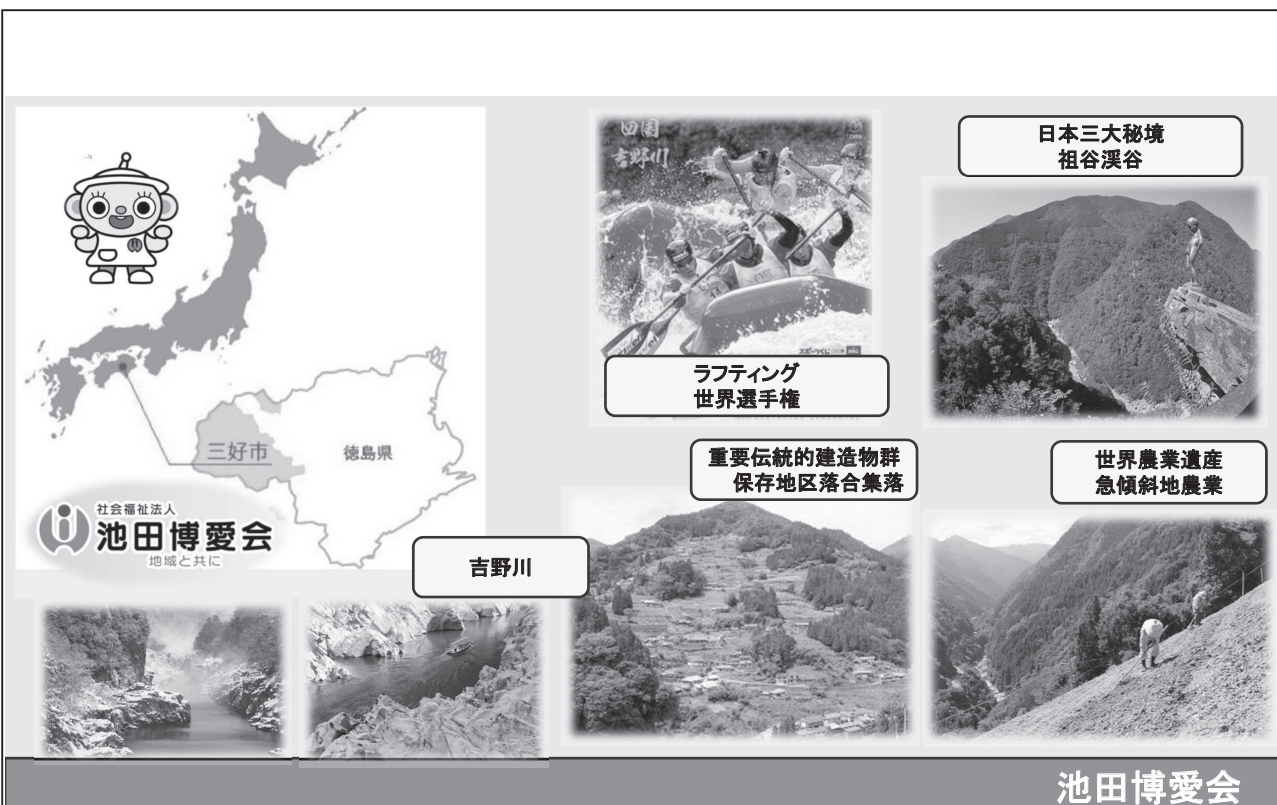 三好市
徳島県
社会福祉法人
池田博愛会
地域と共に
四国
吉野川
ラフティング
世界選手権
日本三大秘境
祖谷渓谷
重要伝統的建造物群
保存地区落合集落
世界農業遺産
急傾斜地農業
吉野川
池田博愛会